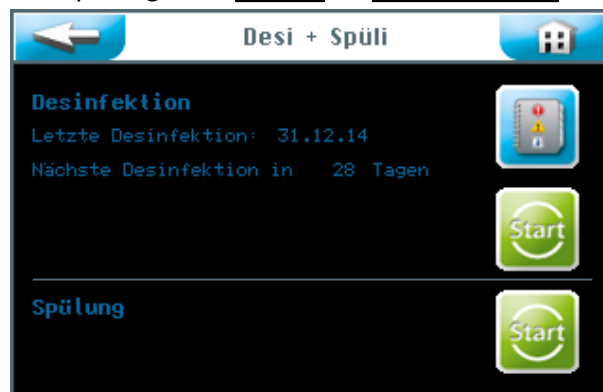 Desi + Spüli
Desinfektion
Letzte Desinfektion: 31.12.14
Nächste Desinfektion in 28 Tagen
Start
Spülung
Start